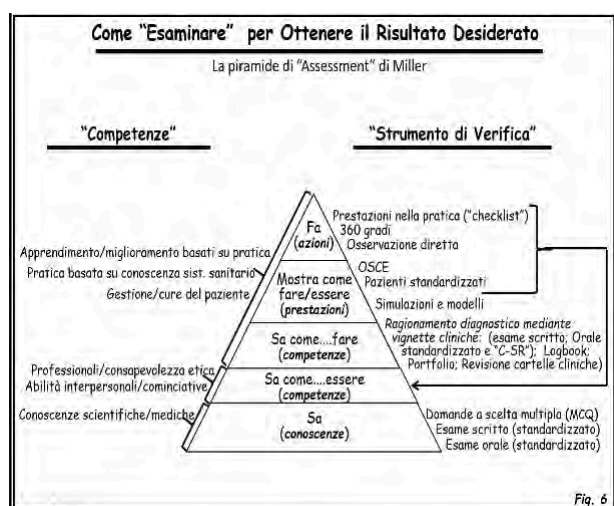 Come "Esaminare" per Ottenere il Risultato Desiderato
La piramide di "Assessment" di Miller
"Competenze"
"Strumento di Verifica"
Apprendimento/miglioramento basati su pratica
Pratica basata su conoscenza sist. sanitario
Gestione/cure del paziente
Professionali/consapevolezza etica
Abilità interpersonali/cominciative
Conoscenze scientifiche/mediche
Fa
(azioni)
Mostra come
fare/essere
(prestazioni)
Sa come....fare
(competenze)
Sa come....essere
(competenze)
Sa
(conoscenze)
Prestazioni nella pratica ("checklist")
360 gradi
Osservazione diretta
OSCE
Pazienti standardizzati
Simulazioni e modelli
Ragionamento diagnostico mediante
vignette cliniche: (esame scritto; Orale
standardizzato e "C-SR"); Logbook;
Portfolio; Revisione cartelle cliniche)
Domande a scelta multipla (MCQ)
Esame scritto (standardizzato)
Esame orale (standardizzato)
Fig. 6